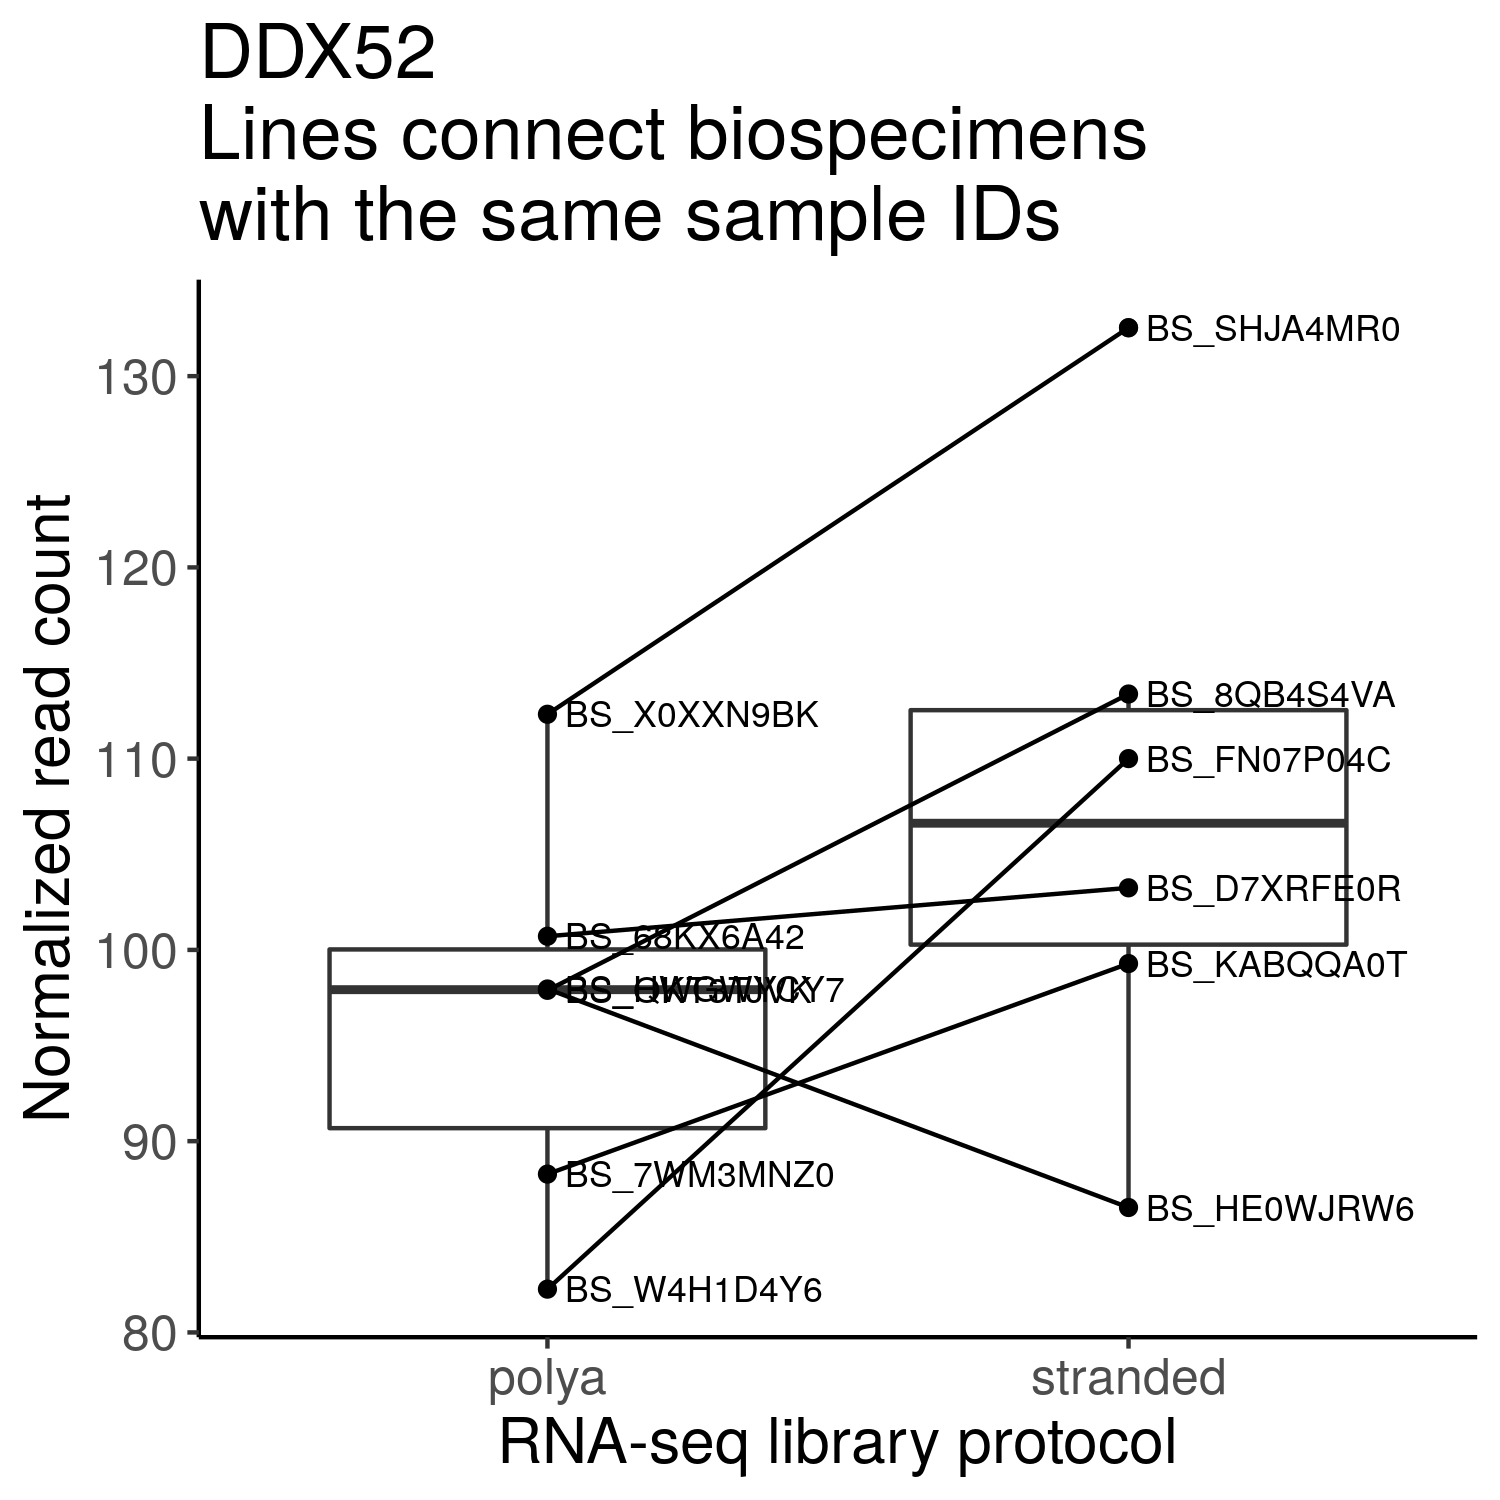 DDX52
Lines connect biospecimens
with the same sample IDs
Normalized read count
130
120
110
100
90
80
BS_SHJA4MR0
BS_8QB4S4VA
BS_X0XXN9BK
BS_FN07P04C
BS_D7XRFE0R
BS_68KX6A42
BS_KABQQA0T
BS_7WM3MNZ0
BS_HE0WJRW6
BS_W4H1D4Y6
polya
stranded
RNA-seq library protocol